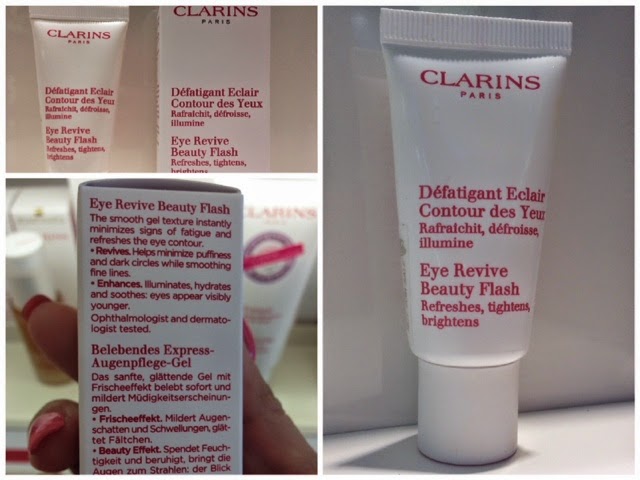 CLARINS
PARIS
Défatigant Eclair
Contour des Yeux
Rafraichit, défroisse,
illumine
Eye Revive
Beauty Flash
Refreshes, tightens,
brightens
CLARINS
PARIS
Défatigant Eclair
Contour des Yeux
Rafraichit, défroisse,
illumine
Eye Revive
Beauty Flash
Refreshes, tightens,
brightens
Eye Revive Beauty Flash
The smooth gel texture instantly
minimizes signs of fatigue and
refreshes the eye contour.
• Revives. Helps minimize puffiness
and dark circles while smoothing
fine lines.
• Enhances. Illuminates, hydrates
and soothes: eyes appear visibly
younger.
Ophthalmologist and dermato-
logist tested.
Belebendes Express-
Augenpflege-Gel
Das sanfte, glättende Gel mit
Frischeeffekt belebt sofort und
mildert Müdigkeitserscheinun-
gen.
• Frischeeffekt. Mildert Augen-
schatten und Schwellungen, glät-
tet Fältchen.
• Beauty Effekt. Spendet Feuch-
tigkeit und beruhigt, bringt die
Augen zum Strahlen: der Blick
CLARINS
CLARINS
PARIS
Défatigant Eclair
Contour des Yeux
Rafraichit, défroisse,
illumine
Eye Revive
Beauty Flash
Refreshes, tightens,
brightens